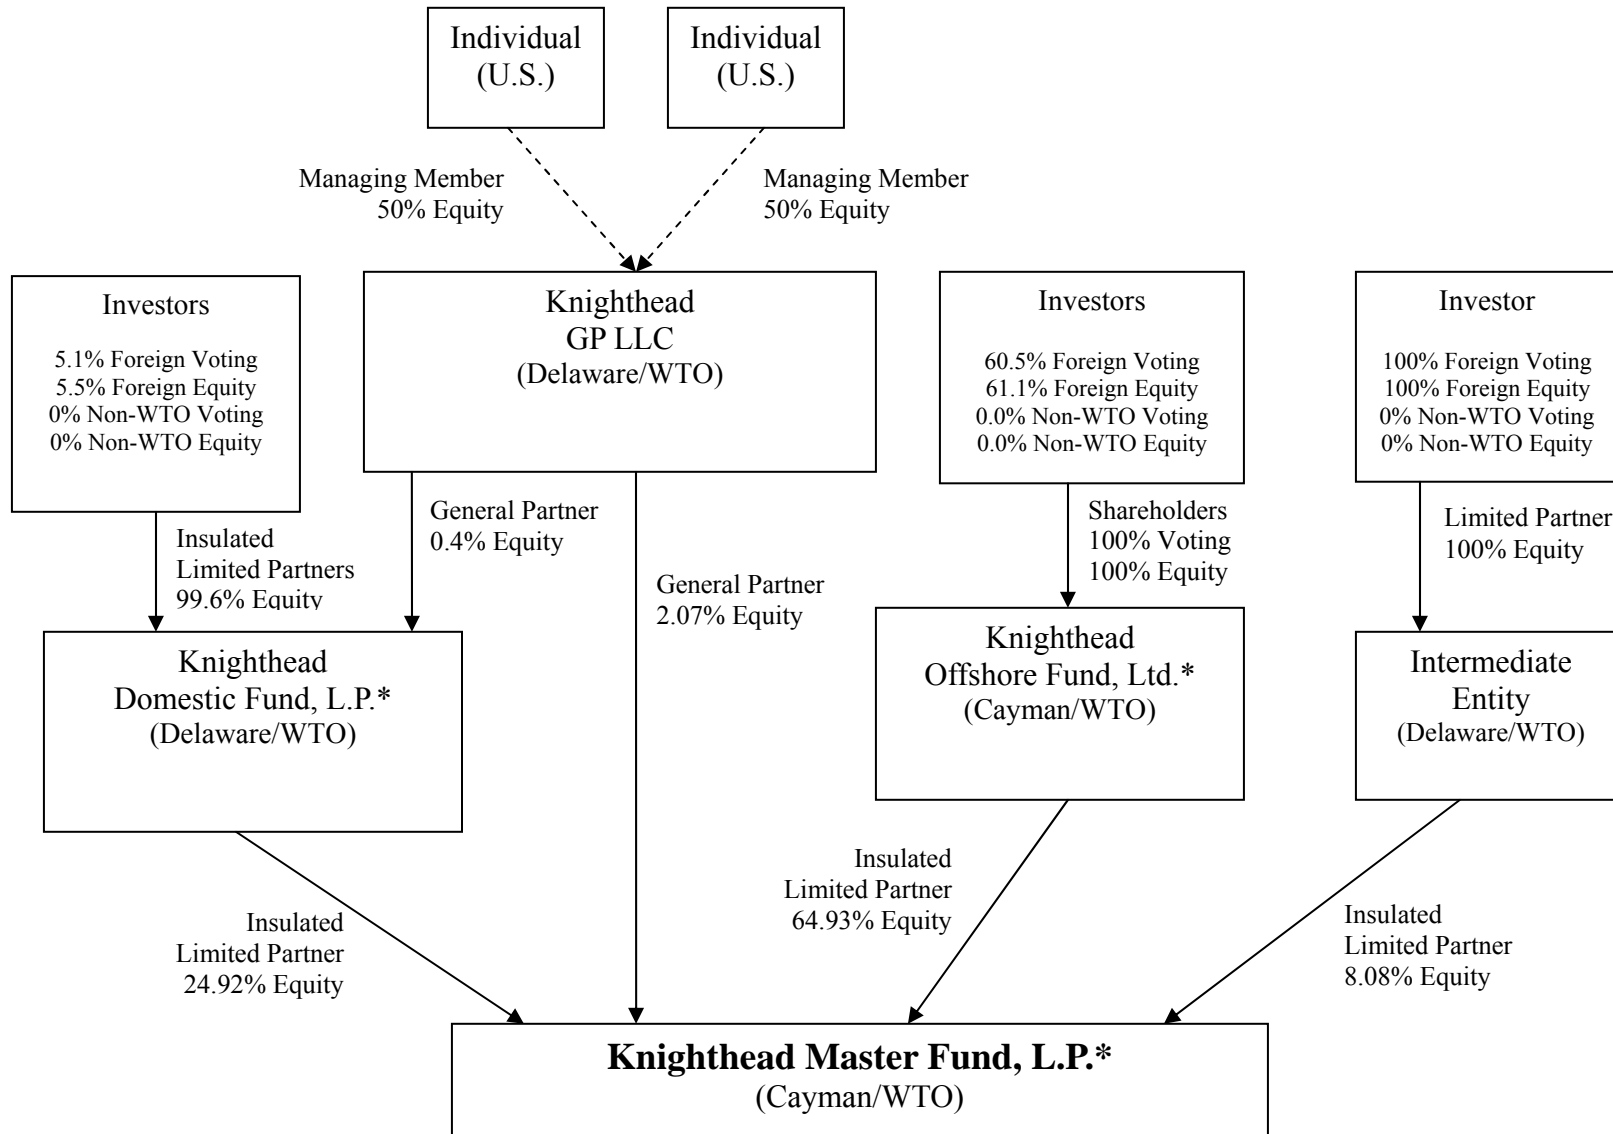 Individual
(U.S.)
Individual
(U.S.)
Managing Member
50% Equity
Managing Member
50% Equity
Investors
5.1% Foreign Voting
5.5% Foreign Equity
0% Non-WTO Voting
0% Non-WTO Equity
Knighthead
GP LLC
(Delaware/WTO)
Investors
60.5% Foreign Voting
61.1% Foreign Equity
0.0% Non-WTO Voting
0.0% Non-WTO Equity
Investor
100% Foreign Voting
100% Foreign Equity
0% Non-WTO Voting
0% Non-WTO Equity
Insulated
Limited Partners
99.6% Equity
General Partner
0.4% Equity
General Partner
2.07% Equity
Shareholders
100% Voting
100% Equity
Limited Partner
100% Equity
Knighthead
Domestic Fund, L.P.*
(Delaware/WTO)
Knighthead
Offshore Fund, Ltd.*
(Cayman/WTO)
Intermediate
Entity
(Delaware/WTO)
Insulated
Limited Partner
24.92% Equity
Insulated
Limited Partner
64.93% Equity
Insulated
Limited Partner
8.08% Equity
Knighthead Master Fund, L.P.*
(Cayman/WTO)